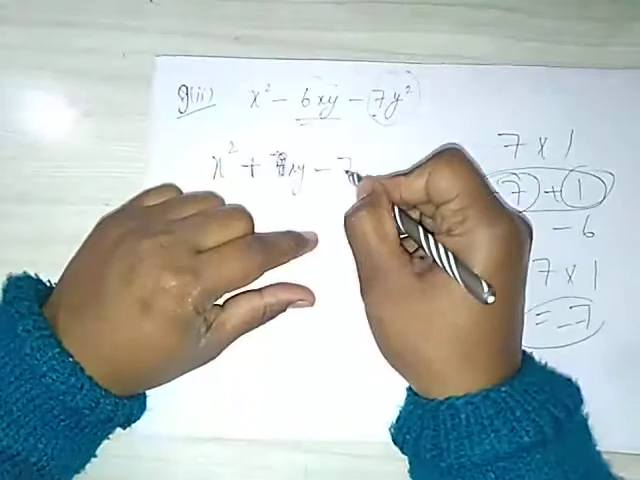 9(ii) x² - 6xy - 7y²
x² + xy - 7
7 x 1
- 7 + 1
- 6
7 x 1
= - 7